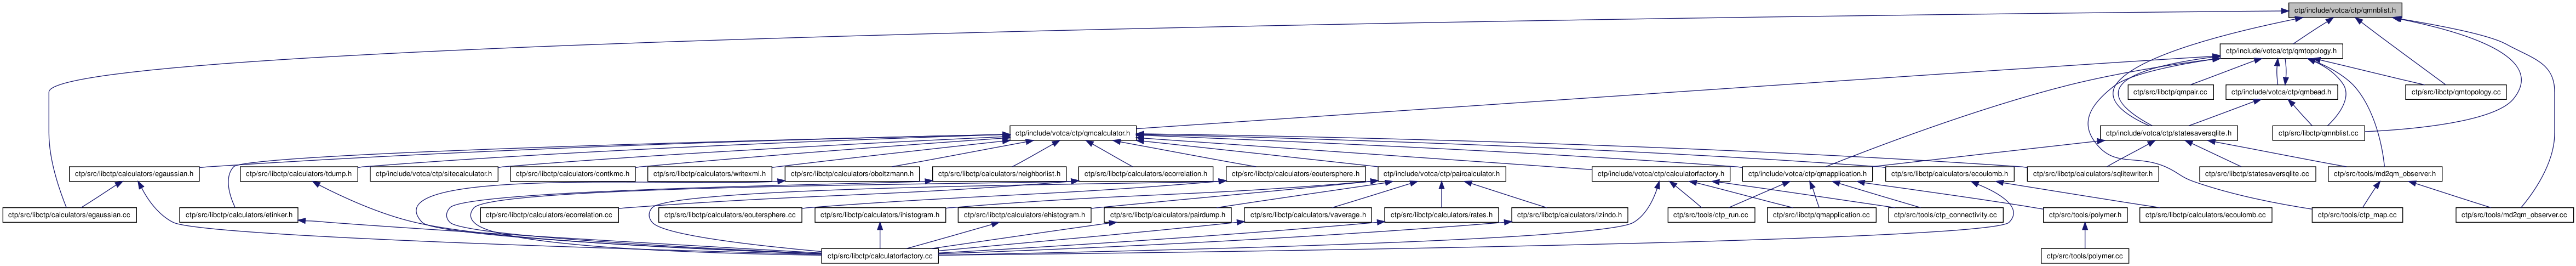 ctp/include/votca/ctp/qmnblist.h
ctp/include/votca/ctp/qmtopology.h
ctp/src/libctp/qmpair.cc
ctp/include/votca/ctp/qmbead.h
ctp/src/libctp/qmtopology.cc
ctp/include/votca/ctp/qmcalculator.h
ctp/include/votca/ctp/statesaversqlite.h
ctp/src/libctp/qmnblist.cc
ctp/src/libctp/calculators/egaussian.h
ctp/src/libctp/calculators/tdump.h
ctp/include/votca/ctp/sitecalculator.h
ctp/src/libctp/calculators/contkmc.h
ctp/src/libctp/calculators/writexml.h
ctp/src/libctp/calculators/oboltzmann.h
ctp/src/libctp/calculators/neighborlist.h
ctp/src/libctp/calculators/ecorrelation.h
ctp/src/libctp/calculators/eoutersphere.h
ctp/include/votca/ctp/paircalculator.h
ctp/include/votca/ctp/calculatorfactory.h
ctp/include/votca/ctp/qmapplication.h
ctp/src/libctp/calculators/ecoulomb.h
ctp/src/libctp/calculators/sqlitewriter.h
ctp/src/libctp/statesaversqlite.cc
ctp/src/tools/md2qm_observer.h
ctp/src/libctp/calculators/egaussian.cc
ctp/src/libctp/calculators/etinker.h
ctp/src/libctp/calculators/ecorrelation.cc
ctp/src/libctp/calculators/eoutersphere.cc
ctp/src/libctp/calculators/ihistogram.h
ctp/src/libctp/calculators/ehistogram.h
ctp/src/libctp/calculators/pairdump.h
ctp/src/libctp/calculators/vaverage.h
ctp/src/libctp/calculators/rates.h
ctp/src/libctp/calculators/izindo.h
ctp/src/tools/ctp_run.cc
ctp/src/libctp/qmapplication.cc
ctp/src/tools/ctp_connectivity.cc
ctp/src/tools/polymer.h
ctp/src/libctp/calculators/ecoulomb.cc
ctp/src/tools/ctp_map.cc
ctp/src/tools/md2qm_observer.cc
ctp/src/libctp/calculatorfactory.cc
ctp/src/tools/polymer.cc